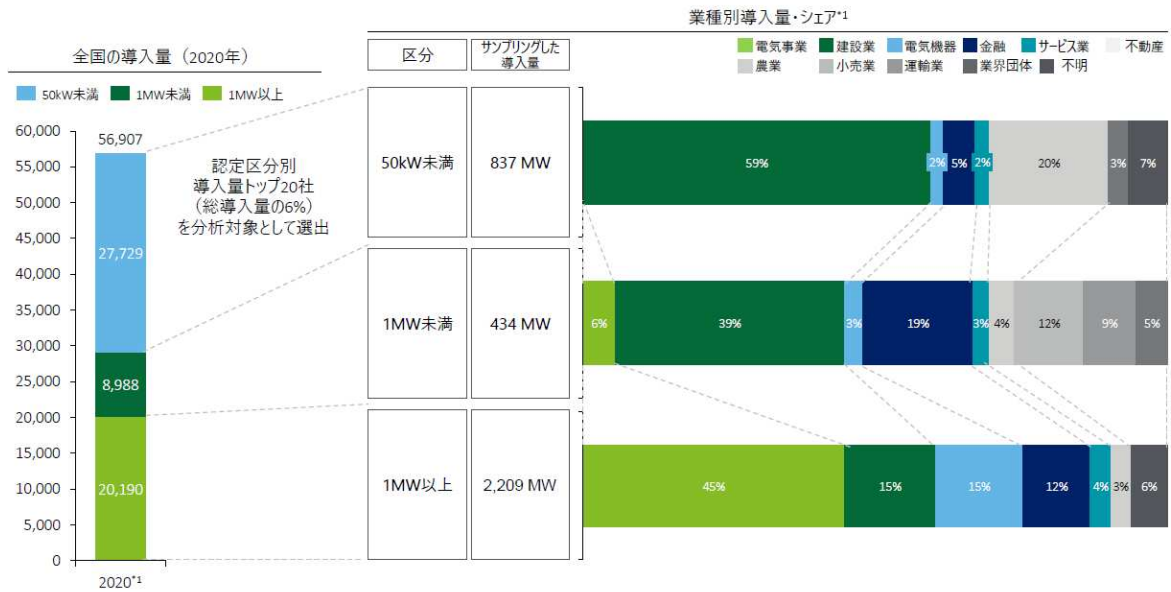 業種別導入量・シェア*1
全国の導入量（2020年）
50kW未満 1MW未満 1MW以上
区分
サンプリングした
導入量
電気事業 建設業 電気機器 金融 サービス業 不動産
農業 小売業 運輸業 業界団体 不明
60,000
55,000
50,000
45,000
40,000
35,000
30,000
25,000
20,000
15,000
10,000
5,000
0
56,907
27,729
8,988
20,190
2020*1
認定区分別
導入量トップ20社
（総導入量の6%）
を分析対象として選出
50kW未満
837 MW
59% 2% 5% 2% 20% 3% 7%
1MW未満
434 MW
6% 39% 3% 19% 3% 4% 12% 9% 5%
1MW以上
2,209 MW
45% 15% 15% 12% 4% 3% 6%